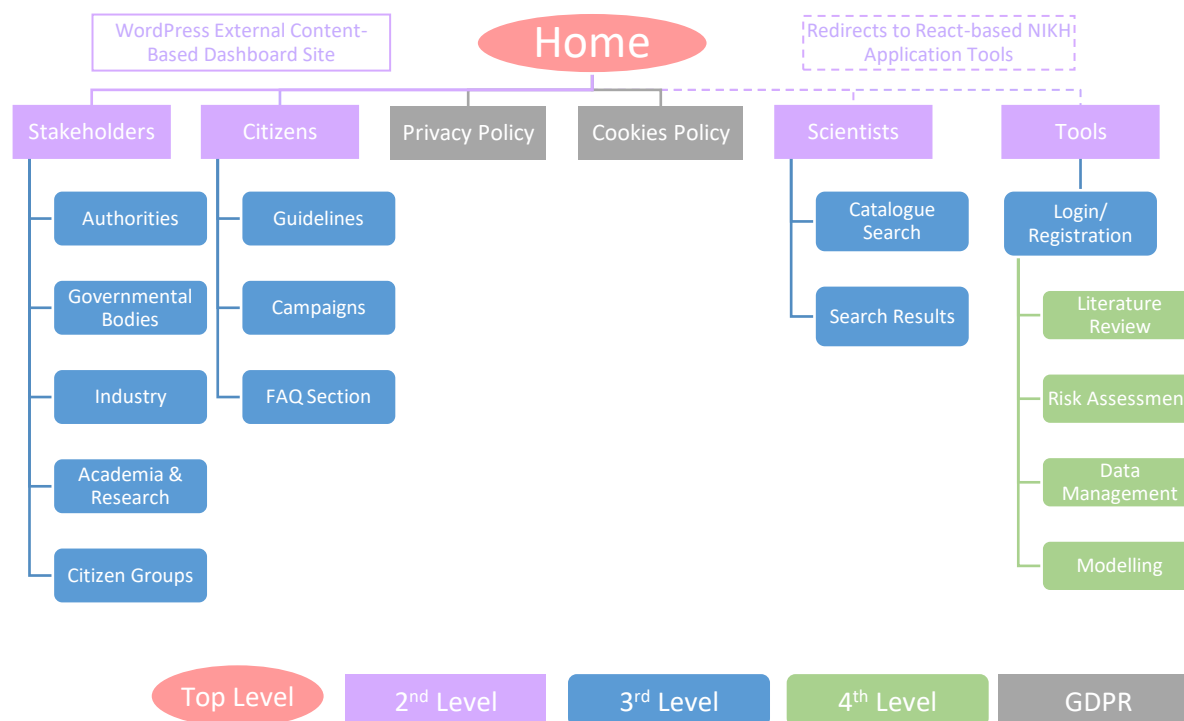 WordPress External Content-
Based Dashboard Site
Home
Redirects to React-based NIKH
Application Tools
Stakeholders
Citizens
Privacy Policy
Cookies Policy
Scientists
Tools
Authorities
Governmental
Bodies
Industry
Academia &
Research
Citizen Groups
Guidelines
Campaigns
FAQ Section
Catalogue
Search
Search Results
Login/
Registration
Literature
Review
Risk Assessmen
Data
Management
Modelling
Top Level
2nd Level
3rd Level
4th Level
GDPR